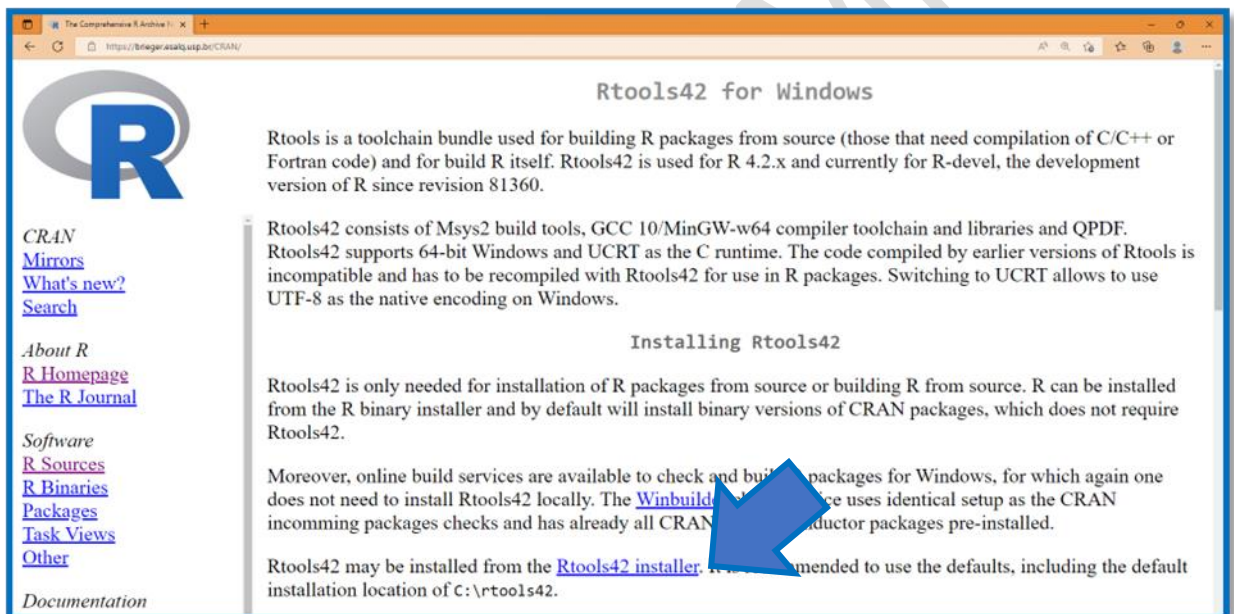 The Comprehensive R Archive N
https://brieger.esalq.usp.br/CRAN/
R
CRAN
Mirrors
What's new?
Search
About R
R Homepage
The R Journal
Software
R Sources
R Binaries
Packages
Task Views
Other
Documentation
Rtools42 for Windows
Rtools is a toolchain bundle used for building R packages from source (those that need compilation of C/C++ or
Fortran code) and for build R itself. Rtools42 is used for R 4.2.x and currently for R-devel, the development
version of R since revision 81360.
Rtools42 consists of Msys2 build tools, GCC 10/MinGW-w64 compiler toolchain and libraries and QPDF.
Rtools42 supports 64-bit Windows and UCRT as the C runtime. The code compiled by earlier versions of Rtools is
incompatible and has to be recompiled with Rtools42 for use in R packages. Switching to UCRT allows to use
UTF-8 as the native encoding on Windows.
Installing Rtools42
Rtools42 is only needed for installation of R packages from source or building R from source. R can be installed
from the R binary installer and by default will install binary versions of CRAN packages, which does not require
Rtools42.
Moreover, online build services are available to check and packages for Windows, for which again one
does not need to install Rtools42 locally. The uses identical setup as the CRAN
incomming packages checks and has already all CRAN packages pre-installed.
Rtools42 may be installed from the Rtools42 installer. to use the defaults, including the default
installation location of C:\rtools42.